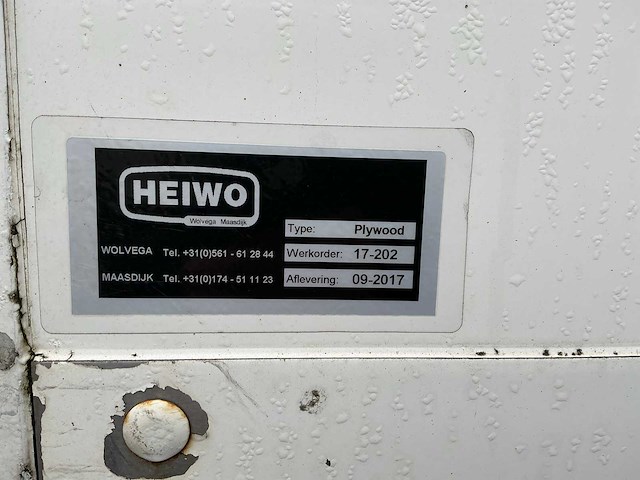 HEIWO
Wolvega Maasdijk
Type: Plywood
WOLVEGA Tel. +31(0)561 - 61 28 44
Werkorder: 17-202
MAASDIJK Tel. +31(0)174 - 51 11 23
Aflevering: 09-2017